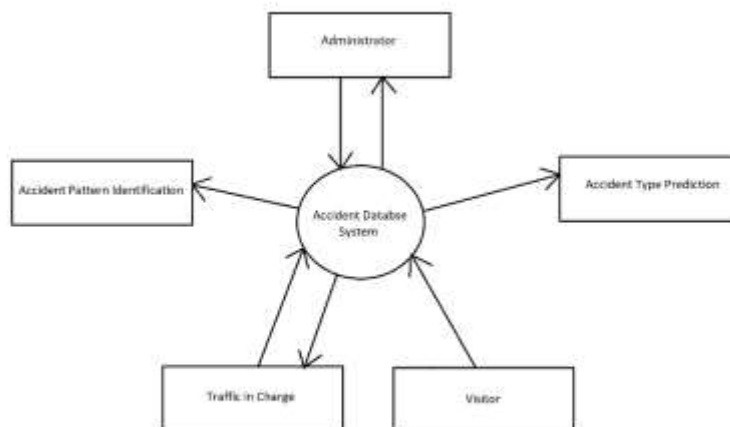 Administrator
Accident Pattern Identification
Accident Type Prediction
Accident Databse
System
Traffic in Charge
Visitor